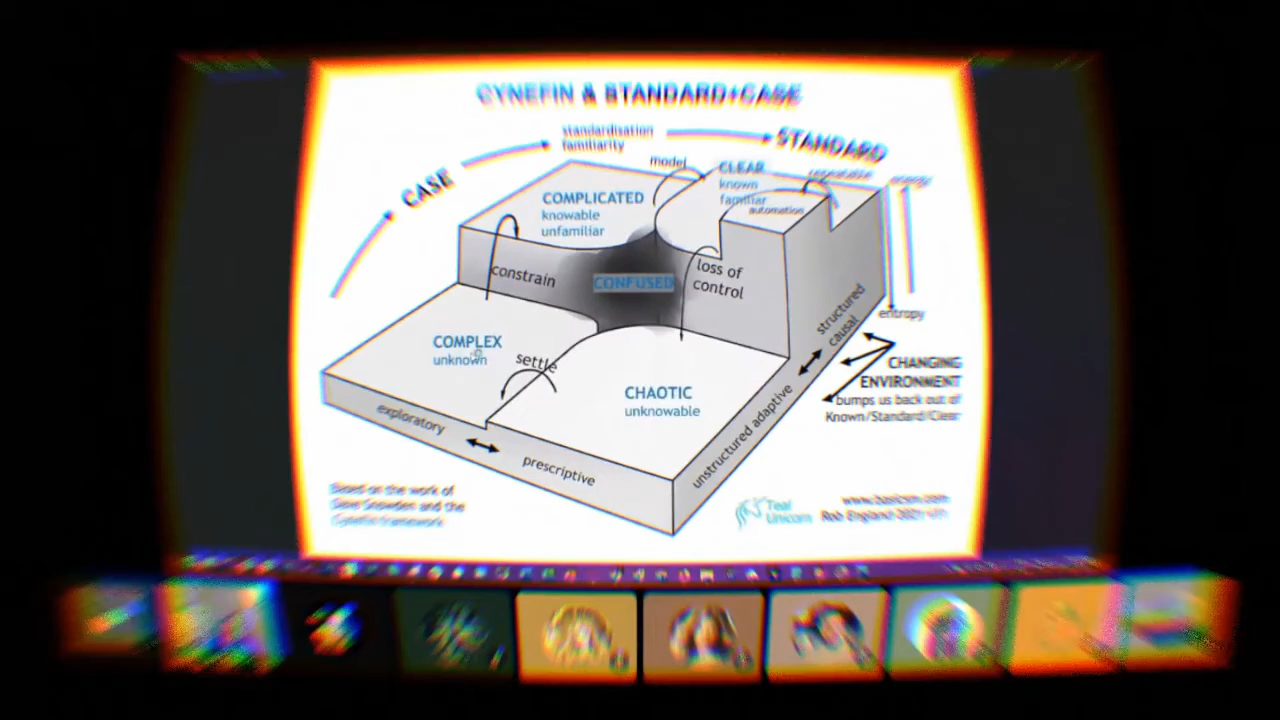 CYNEFIN & STANDARD+CASE
standardisation
familiarity
STANDARD
CASE
model
CLEAR
known
familiar
repeatable
automation
energy
COMPLICATED
knowable
unfamiliar
constrain
CONFUSED
loss of
control
structured
causal
entropy
COMPLEX
unknown
settle
CHAOTIC
unknowable
CHANGING
ENVIRONMENT
bumps us back out of
Known/Standard/Clear
exploratory
prescriptive
unstructured adaptive
Based on the work of
Dave Snowden and the
Cynefin framework
Teal
Unicorn
Rob England 2021